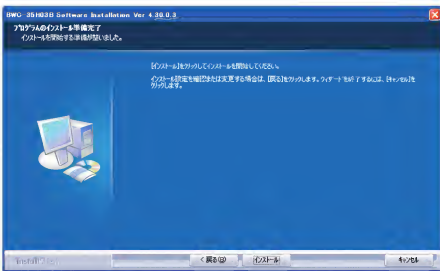 BWC-35H03B Software Installation Ver 4.30.0.3
プログラムのインストール準備完了
インストールを開始する準備が整いました。
[インストール]をクリックしてインストールを開始してください。
インストール設定を確認または変更する場合は、[戻る]をクリックします。ウィザードを終了するには、[キャンセル]を
クリックします。
InstallShield
< 戻る(B)
インストール
キャンセル